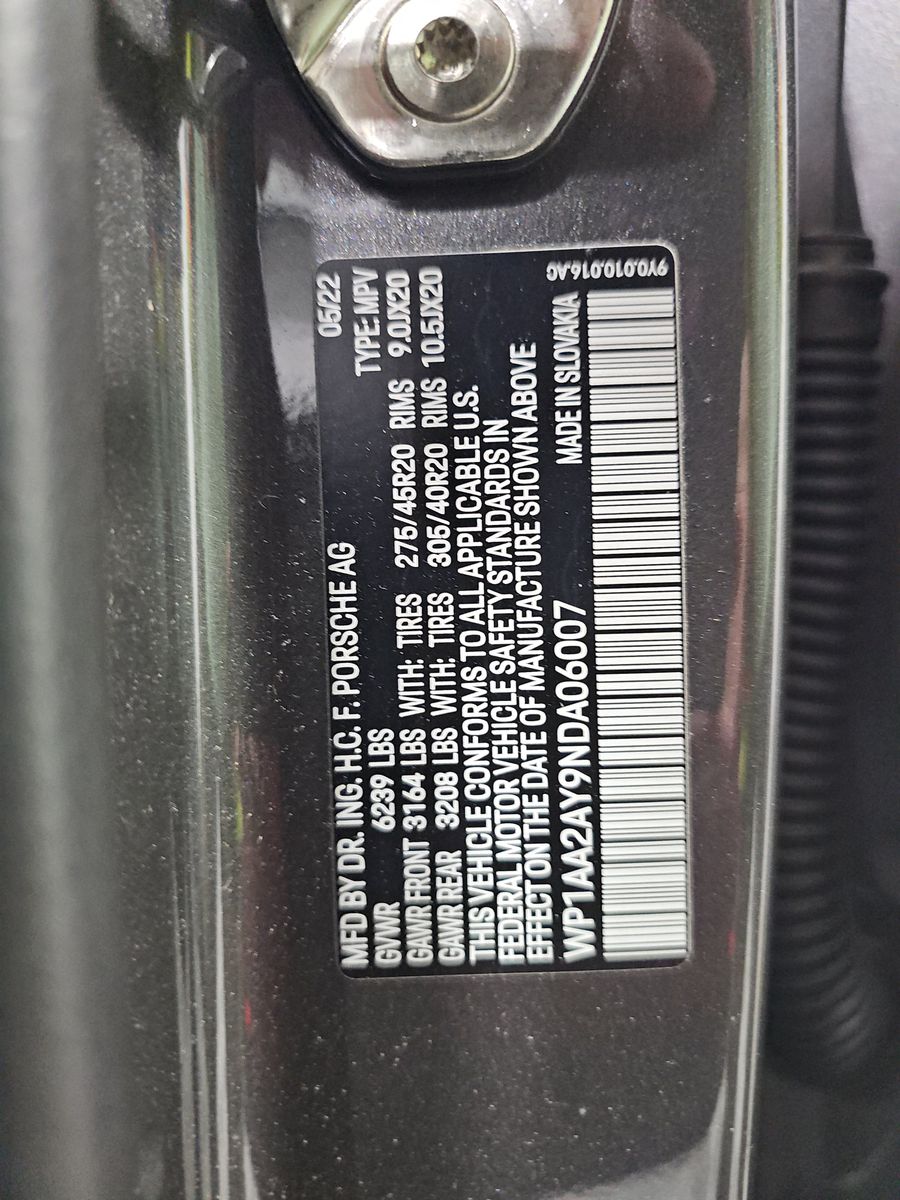 MFD BY DR. ING. H.C. F. PORSCHE AG 05/22
GVWR 6239 LBS TYPE: MPV
GAWR FRONT 3164 LBS WITH: TIRES 275/45R20 RIMS 9.0JX20
GAWR REAR 3208 LBS WITH: TIRES 305/40R20 RIMS 10.5JX20
THIS VEHICLE CONFORMS TO ALL APPLICABLE U.S.
FEDERAL MOTOR VEHICLE SAFETY STANDARDS IN
EFFECT ON THE DATE OF MANUFACTURE SHOWN ABOVE
WP1AA2AY9NDA06007 MADE IN SLOVAKIA
9Y0.010.016.AG